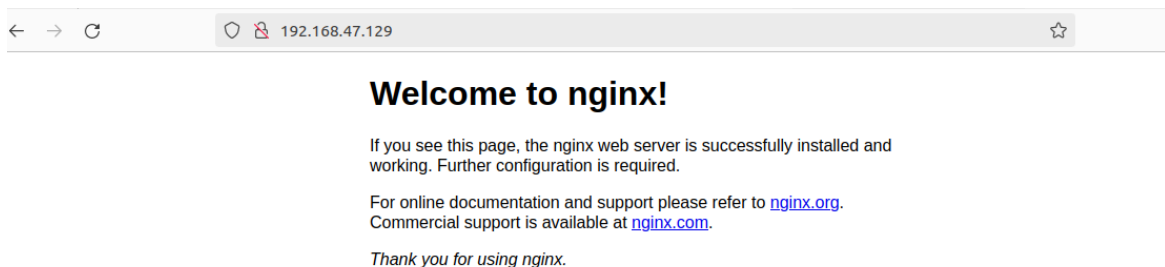 192.168.47.129
Welcome to nginx!
If you see this page, the nginx web server is successfully installed and
working. Further configuration is required.
For online documentation and support please refer to nginx.org.
Commercial support is available at nginx.com.
Thank you for using nginx.